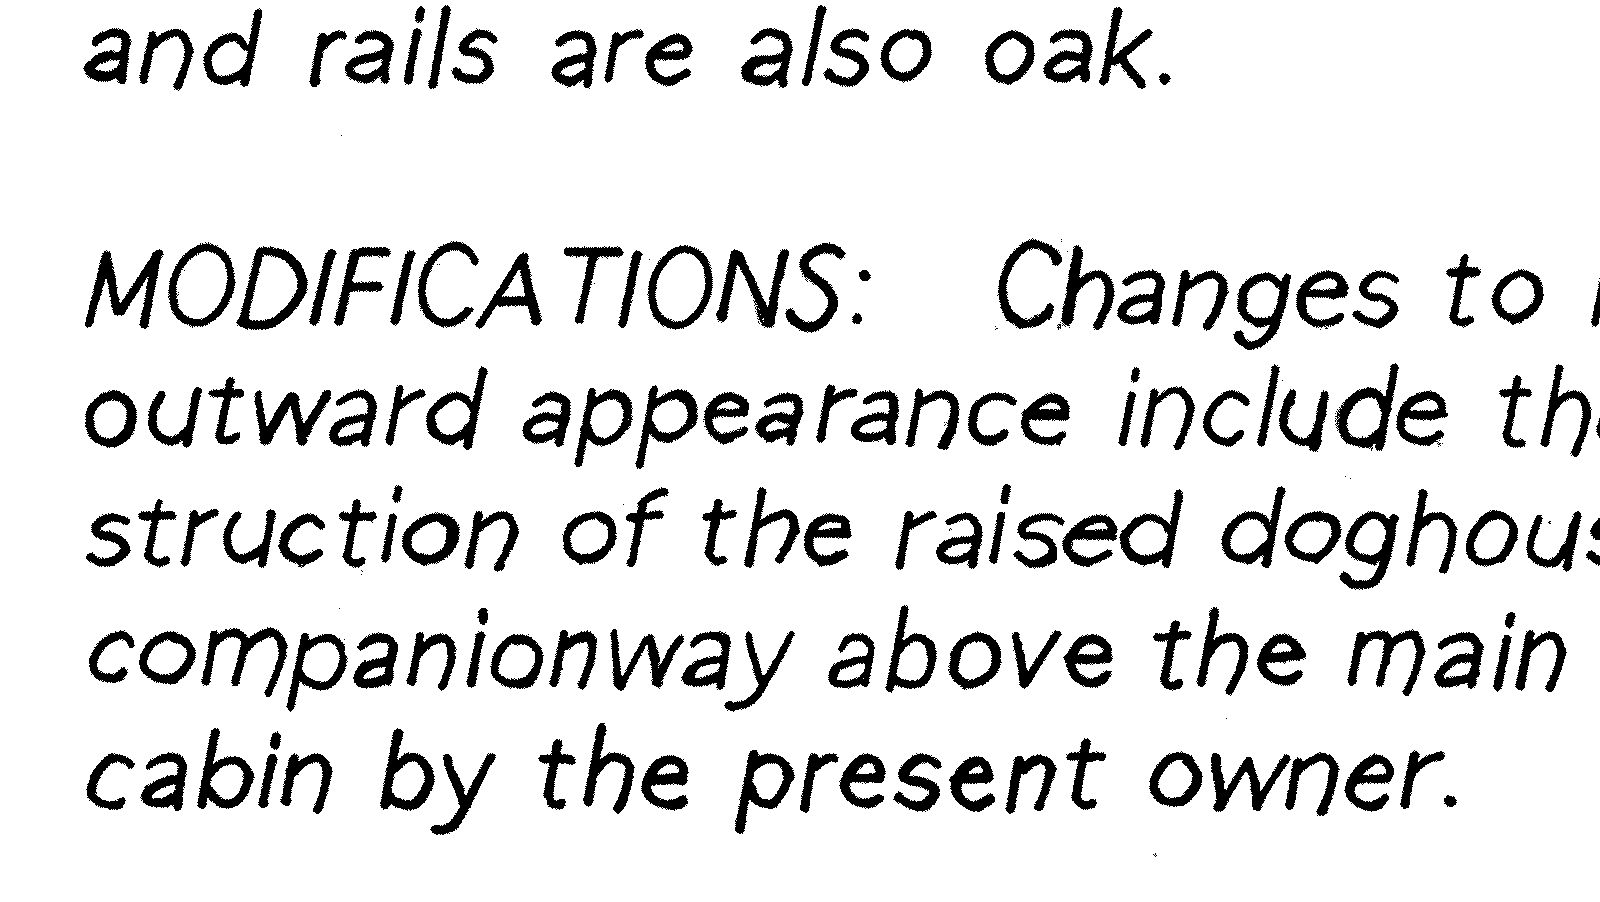 and rails are also oak.
MODIFICATIONS: Changes to
outward appearance include
struction of the raised
companionway above the main
cabin by the present owner.